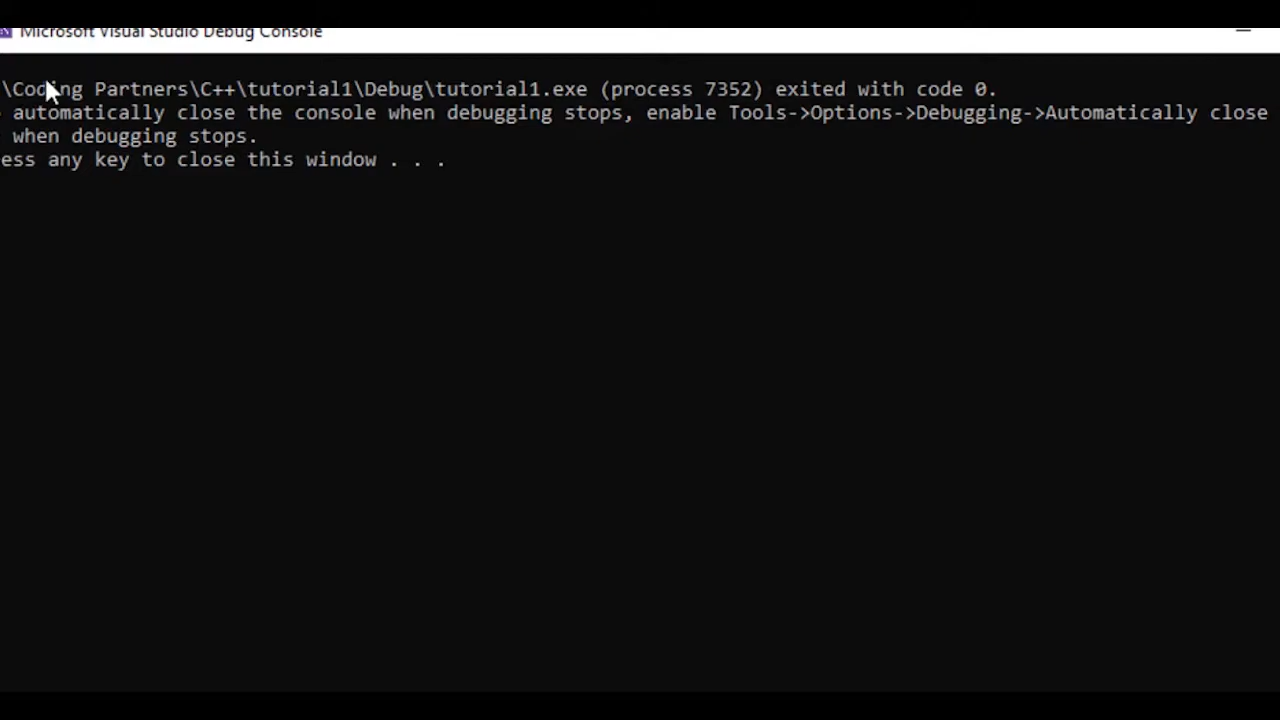 Microsoft Visual Studio Debug Console
\Coding Partners\C++\tutorial1\Debug\tutorial1.exe (process 7352) exited with code 0.
automatically close the console when debugging stops, enable Tools->Options->Debugging->Automatically close
when debugging stops.
ess any key to close this window . . .